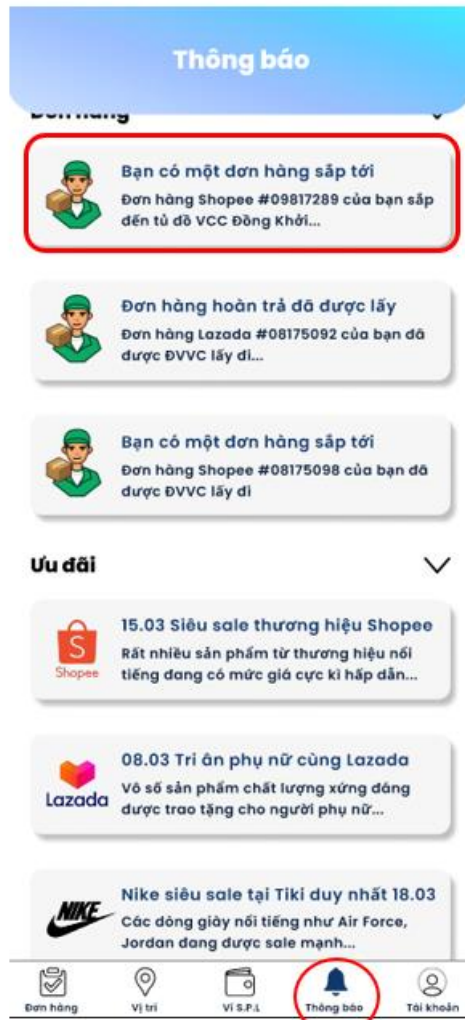 Thông báo
Đơn hàng
Bạn có một đơn hàng sắp tới
Đơn hàng Shopee #09817289 của bạn sắp
đến tủ đồ VCC Đồng Khởi...
Đơn hàng hoàn trả đã được lấy
Đơn hàng Lazada #08175092 của bạn đã
được ĐVVC lấy đi...
Bạn có một đơn hàng sắp tới
Đơn hàng Shopee #08175098 của bạn đã
được ĐVVC lấy đi
Ưu đãi
15.03 Siêu sale thương hiệu Shopee
Rất nhiều sản phẩm từ thương hiệu nổi
tiếng đang có mức giá cực kì hấp dẫn...
S
Shopee
08.03 Tri ân phụ nữ cùng Lazada
Vô số sản phẩm chất lượng xứng đáng
được trao tặng cho người phụ nữ...
Lazada
Nike siêu sale tại Tiki duy nhất 18.03
Các dòng giày nổi tiếng như Air Force,
Jordan đang được sale mạnh...
NIKE
Đơn hàng
Vị trí
Ví S.P.L
Thông báo
Tài khoản